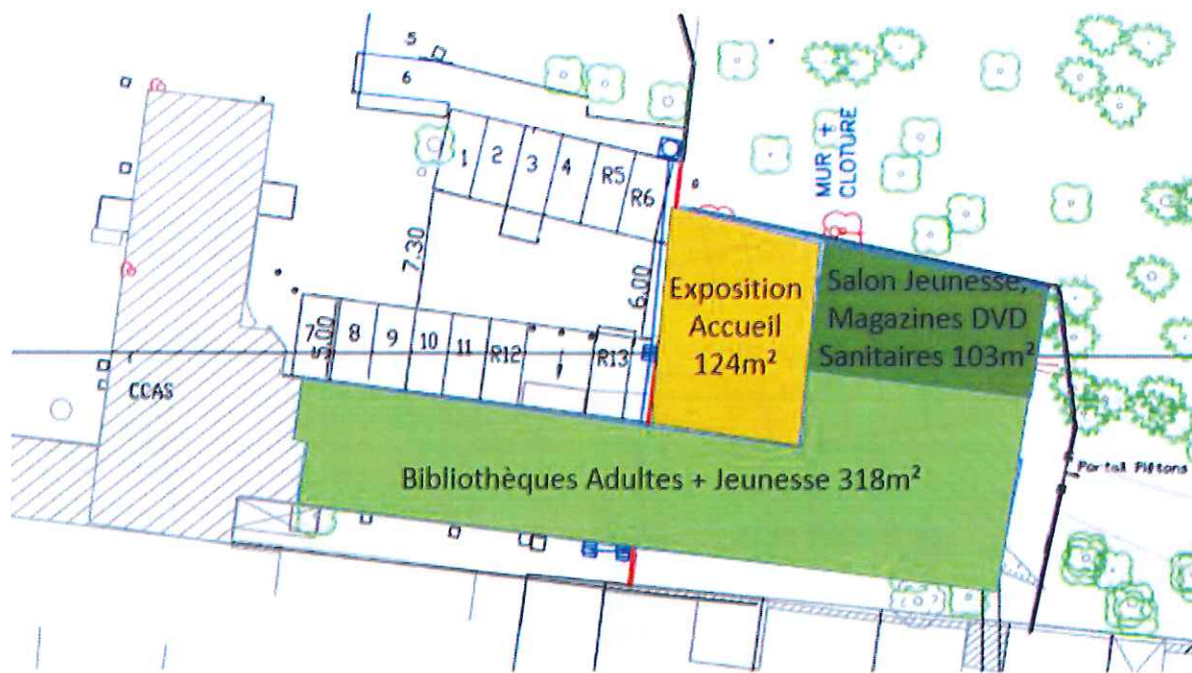 5
6
1
2
3
4
R5
R6
MUR +
CLOTURE
7.30
6.00
Exposition
Accueil
124m²
Salon Jeunesse,
Magazines DVD
Sanitaires 103m²
7
5.00
8
9
10
11
R12
R13
CCAS
Bibliothèques Adultes + Jeunesse 318m²
Portail Piétons